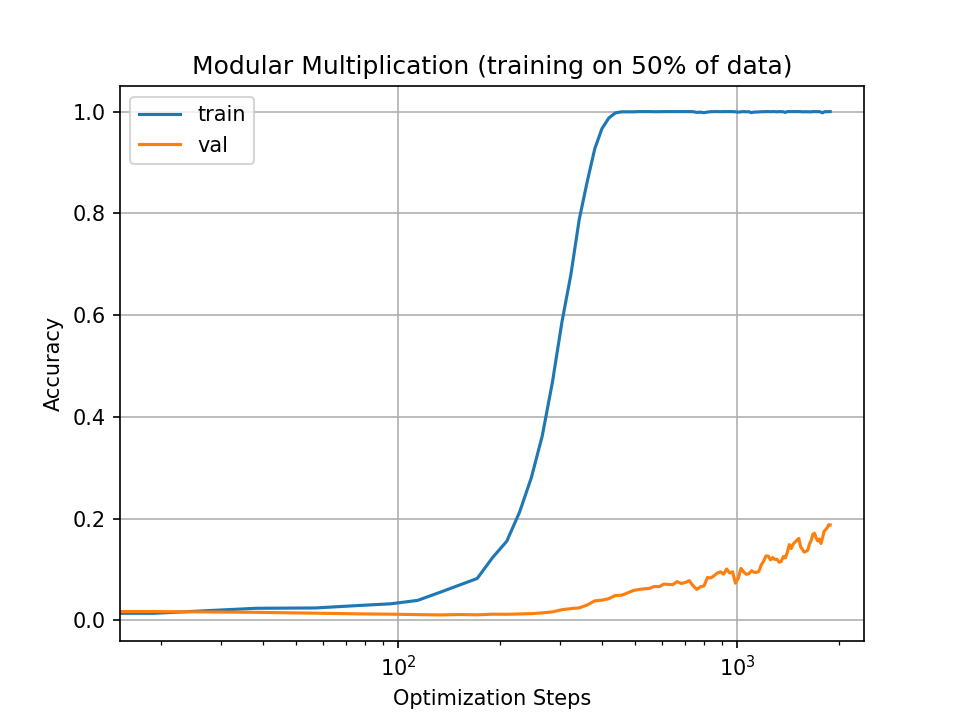 Modular Multiplication (training on 50% of data)
train
val
1.0
0.8
0.6
0.4
0.2
0.0
Accuracy
10²
10³
Optimization Steps